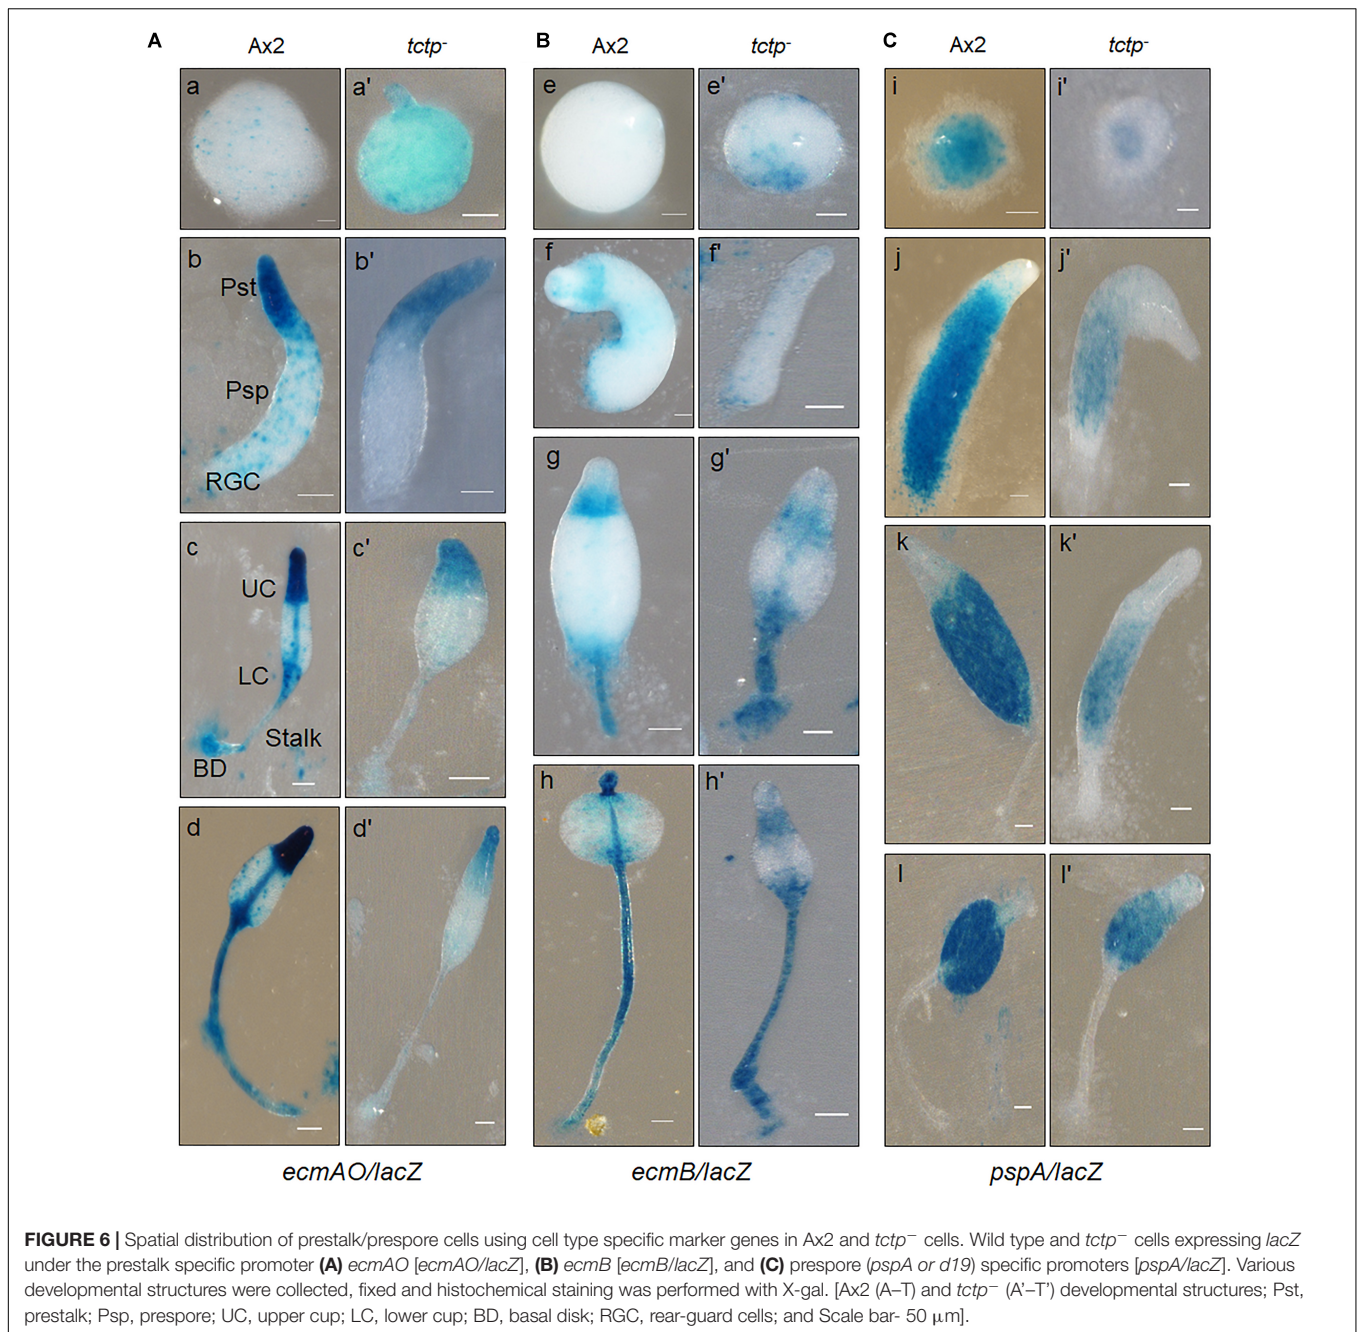 A Ax2 tctp- B Ax2 tctp- C Ax2 tctp-
a a' e e' i i'
b Pst Psp RGC b' f f' j j'
g g'
c UC LC Stalk BD c' k k'
h h'
d d' l l'
ecmAO/lacZ ecmB/lacZ pspA/lacZ
FIGURE 6 | Spatial distribution of prestalk/prespore cells using cell type specific marker genes in Ax2 and tctp− cells. Wild type and tctp− cells expressing lacZ
under the prestalk specific promoter (A) ecmAO [ecmAO/lacZ], (B) ecmB [ecmB/lacZ], and (C) prespore (pspA or d19) specific promoters [pspA/lacZ]. Various
developmental structures were collected, fixed and histochemical staining was performed with X-gal. [Ax2 (A–T) and tctp− (A’–T’) developmental structures; Pst,
prestalk; Psp, prespore; UC, upper cup; LC, lower cup; BD, basal disk; RGC, rear-guard cells; and Scale bar- 50 μm].